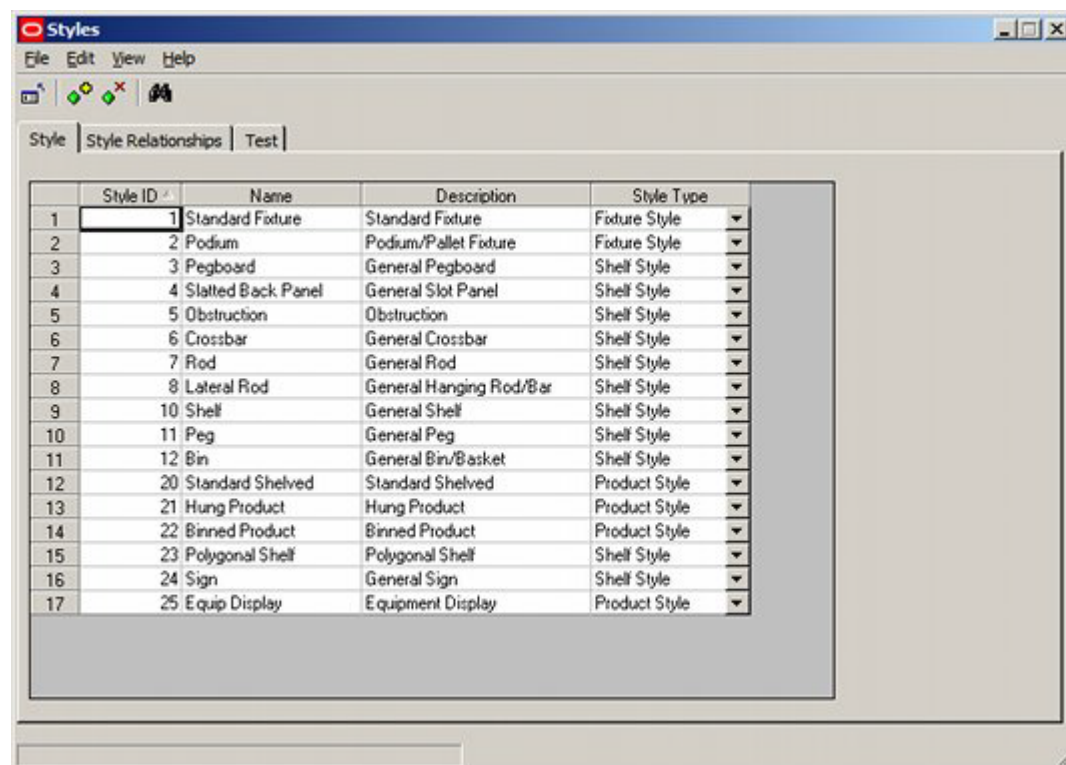 Styles
File Edit View Help
Style Style Relationships Test
Style ID Name Description Style Type
1 1 Standard Fixture Standard Fixture Fixture Style
2 2 Podium Podium/Pallet Fixture Fixture Style
3 3 Pegboard General Pegboard Shelf Style
4 4 Slatted Back Panel General Slot Panel Shelf Style
5 5 Obstruction Obstruction Shelf Style
6 6 Crossbar General Crossbar Shelf Style
7 7 Rod General Rod Shelf Style
8 8 Lateral Rod General Hanging Rod/Bar Shelf Style
9 10 Shelf General Shelf Shelf Style
10 11 Peg General Peg Shelf Style
11 12 Bin General Bin/Basket Shelf Style
12 20 Standard Shelved Standard Shelved Product Style
13 21 Hung Product Hung Product Product Style
14 22 Binned Product Binned Product Product Style
15 23 Polygonal Shelf Polygonal Shelf Shelf Style
16 24 Sign General Sign Shelf Style
17 25 Equip Display Equipment Display Product Style